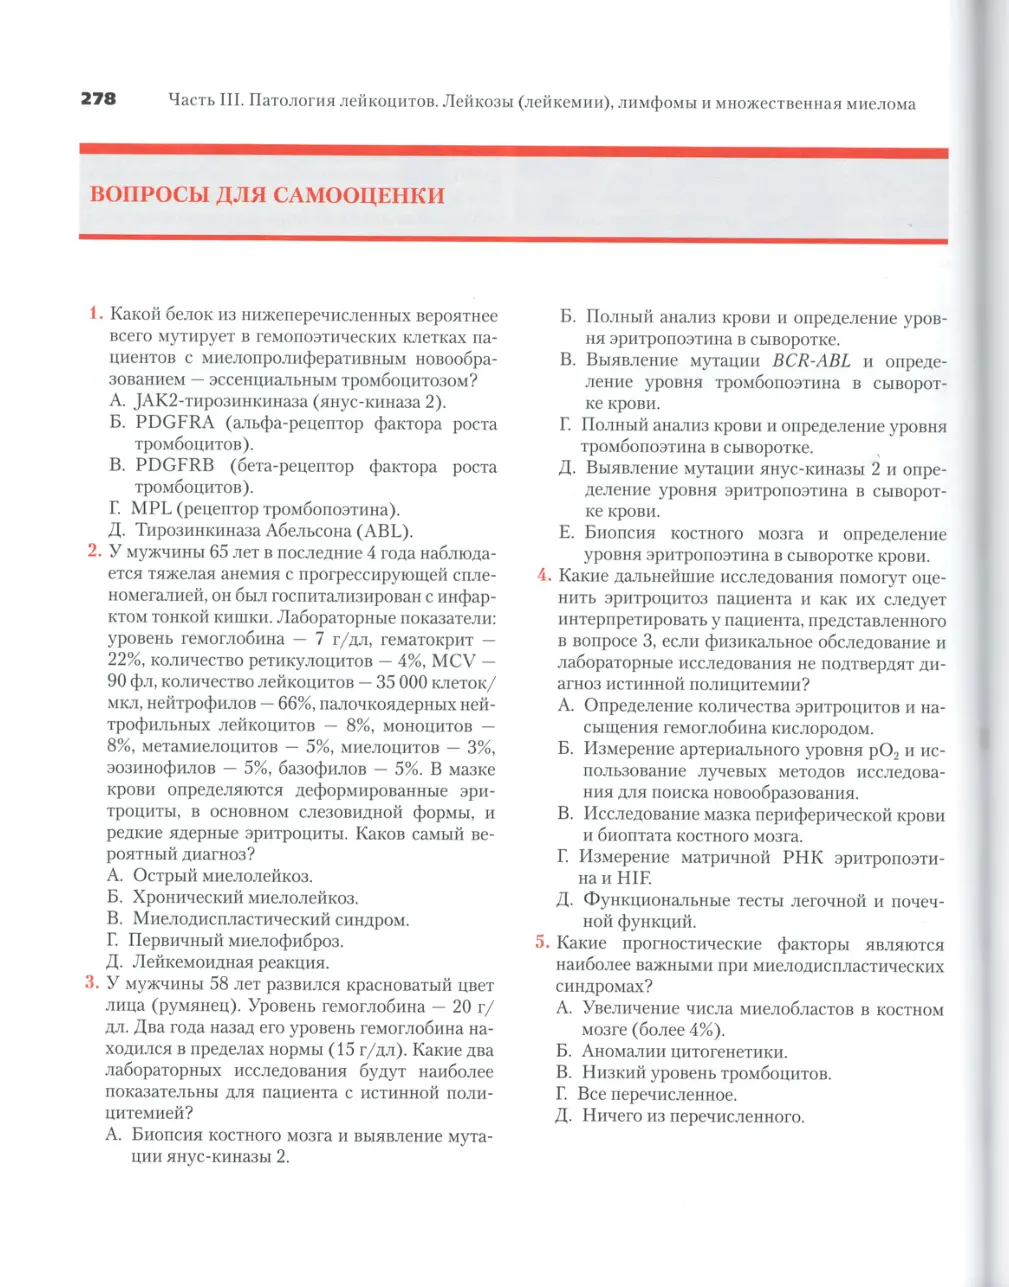 278 Часть III. Патология лейкоцитов. Лейкозы (лейкемии), лимфомы и множественная миелома
ВОПРОСЫ ДЛЯ САМООЦЕНКИ
1. Какой белок из нижеперечисленных вероятнее
всего мутирует в гемопоэтических клетках па-
циентов с миелопролиферативным новообра-
зованием — эссенциальным тромбоцитозом?
А. JAK2-тирозинкиназа (янус-киназа 2).
Б. PDGFRA (альфа-рецептор фактора роста
тромбоцитов).
В. PDGFRB (бета-рецептор фактора роста
тромбоцитов).
Г. MPL (рецептор тромбопоэтина).
Д. Тирозинкиназа Абельсона (ABL).
2. У мужчины 65 лет в последние 4 года наблюда-
ется тяжелая анемия с прогрессирующей спле-
номегалией, он был госпитализирован с инфар-
ктом тонкой кишки. Лабораторные показатели:
уровень гемоглобина — 7 г/дл, гематокрит —
22%, количество ретикулоцитов — 4%, MCV —
90 фл, количество лейкоцитов — 35 000 клеток/
мкл, нейтрофилов — 66%, палочкоядерных ней-
трофильных лейкоцитов — 8%, моноцитов —
8%, метамиелоцитов — 5%, миелоцитов — 3%,
эозинофилов — 5%, базофилов — 5%. В мазке
крови определяются деформированные эри-
троциты, в основном слезовидной формы, и
редкие ядерные эритроциты. Каков самый ве-
роятный диагноз?
А. Острый миелолейкоз.
Б. Хронический миелолейкоз.
В. Миелодиспластический синдром.
Г. Первичный миелофиброз.
Д. Лейкемоидная реакция.
3. У мужчины 58 лет развился красноватый цвет
лица (румянец). Уровень гемоглобина — 20 г/
дл. Два года назад его уровень гемоглобина на-
ходился в пределах нормы (15 г/дл). Какие два
лабораторных исследования будут наиболее
показательны для пациента с истинной поли-
цитемией?
А. Биопсия костного мозга и выявление мута-
ции янус-киназы 2.
Б. Полный анализ крови и определение уров-
ня эритропоэтина в сыворотке.
В. Выявление мутации BCR-ABL и опреде-
ление уровня тромбопоэтина в сыворот-
ке крови.
Г. Полный анализ крови и определение уровня
тромбопоэтина в сыворотке.
Д. Выявление мутации янус-киназы 2 и опре-
деление уровня эритропоэтина в сыворот-
ке крови.
Е. Биопсия костного мозга и определение
уровня эритропоэтина в сыворотке крови.
4. Какие дальнейшие исследования помогут оце-
нить эритроцитоз пациента и как их следует
интерпретировать у пациента, представленного
в вопросе 3, если физикальное обследование и
лабораторные исследования не подтвердят ди-
агноз истинной полицитемии?
А. Определение количества эритроцитов и на-
сыщения гемоглобина кислородом.
Б. Измерение артериального уровня pO₂ и ис-
пользование лучевых методов исследова-
ния для поиска новообразования.
В. Исследование мазка периферической крови
и биоптата костного мозга.
Г. Измерение матричной РНК эритропоэти-
на и HIF.
Д. Функциональные тесты легочной и почеч-
ной функций.
5. Какие прогностические факторы являются
наиболее важными при миелодиспластических
синдромах?
А. Увеличение числа миелобластов в костном
мозге (более 4%).
Б. Аномалии цитогенетики.
В. Низкий уровень тромбоцитов.
Г. Все перечисленное.
Д. Ничего из перечисленного.